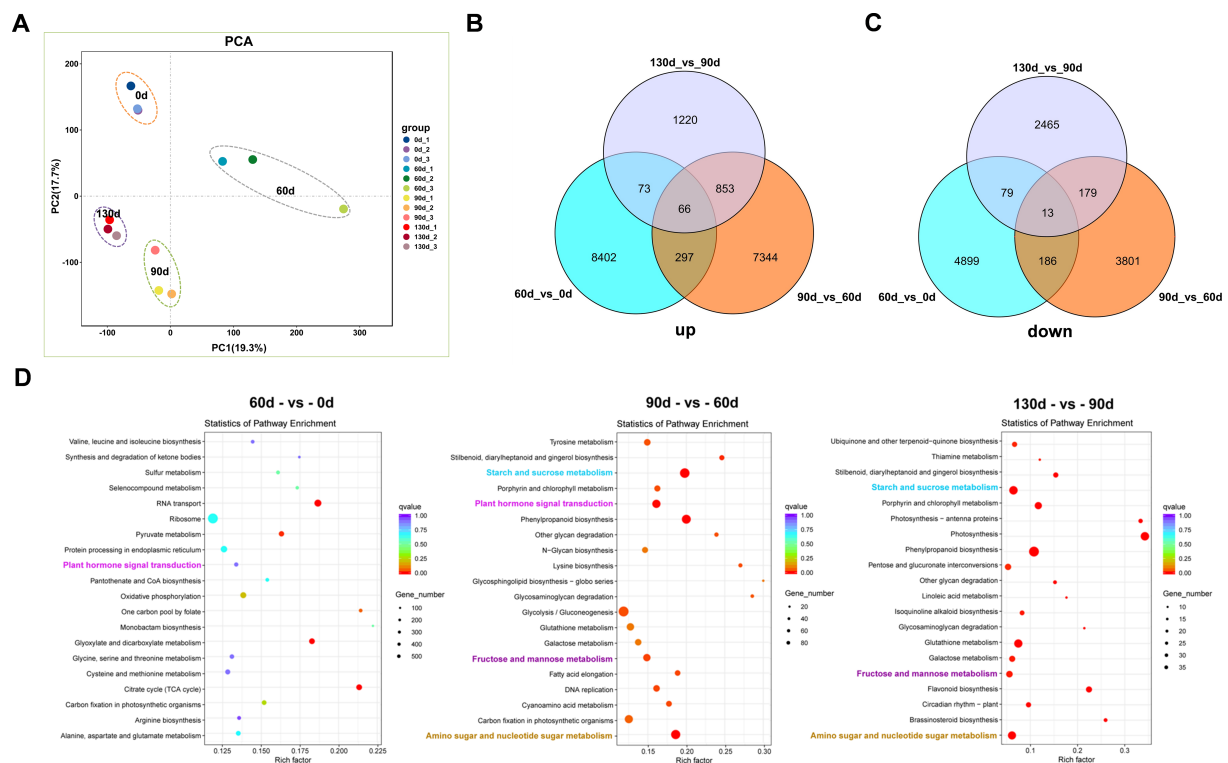 A
PCA
200
100
0
-100
-100
0
100
200
300
PC2(17.7%)
PC1(19.3%)
0d
60d
130d
90d
group
0d_1
0d_2
0d_3
60d_1
60d_2
60d_3
90d_1
90d_2
90d_3
130d_1
130d_2
130d_3
B
130d_vs_90d
1220
73
853
66
8402
297
7344
60d_vs_0d
90d_vs_60d
up
C
130d_vs_90d
2465
79
179
13
4899
186
3801
60d_vs_0d
90d_vs_60d
down
D
60d - vs - 0d
Statistics of Pathway Enrichment
Valine, leucine and isoleucine biosynthesis
Synthesis and degradation of ketone bodies
Sulfur metabolism
Selenocompound metabolism
RNA transport
Ribosome
Pyruvate metabolism
Protein processing in endoplasmic reticulum
Plant hormone signal transduction
Pantothenate and CoA biosynthesis
Oxidative phosphorylation
One carbon pool by folate
Monobactam biosynthesis
Glyoxylate and dicarboxylate metabolism
Glycine, serine and threonine metabolism
Cysteine and methionine metabolism
Citrate cycle (TCA cycle)
Carbon fixation in photosynthetic organisms
Arginine biosynthesis
Alanine, aspartate and glutamate metabolism
0.125
0.150
0.175
0.200
0.225
Rich factor
qvalue
1.00
0.75
0.50
0.25
0.00
Gene_number
100
200
300
400
500
90d - vs - 60d
Statistics of Pathway Enrichment
Tyrosine metabolism
Stilbenoid, diarylheptanoid and gingerol biosynthesis
Starch and sucrose metabolism
Porphyrin and chlorophyll metabolism
Plant hormone signal transduction
Phenylpropanoid biosynthesis
Other glycan degradation
N−Glycan biosynthesis
Lysine biosynthesis
Glycosphingolipid biosynthesis − globo series
Glycosaminoglycan degradation
Glycolysis / Gluconeogenesis
Glutathione metabolism
Galactose metabolism
Fructose and mannose metabolism
Fatty acid elongation
DNA replication
Cyanoamino acid metabolism
Carbon fixation in photosynthetic organisms
Amino sugar and nucleotide sugar metabolism
0.15
0.20
0.25
0.30
Rich factor
qvalue
1.00
0.75
0.50
0.25
0.00
Gene_number
20
40
60
80
130d - vs - 90d
Statistics of Pathway Enrichment
Ubiquinone and other terpenoid−quinone biosynthesis
Thiamine metabolism
Stilbenoid, diarylheptanoid and gingerol biosynthesis
Starch and sucrose metabolism
Porphyrin and chlorophyll metabolism
Photosynthesis − antenna proteins
Photosynthesis
Phenylpropanoid biosynthesis
Pentose and glucuronate interconversions
Other glycan degradation
Linoleic acid metabolism
Isoquinoline alkaloid biosynthesis
Glycosaminoglycan degradation
Glutathione metabolism
Galactose metabolism
Fructose and mannose metabolism
Flavonoid biosynthesis
Circadian rhythm − plant
Brassinosteroid biosynthesis
Amino sugar and nucleotide sugar metabolism
0.1
0.2
0.3
Rich factor
qvalue
1.00
0.75
0.50
0.25
0.00
Gene_number
10
15
20
25
30
35